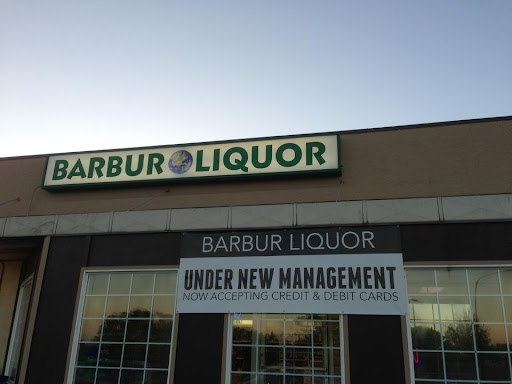 BARBUR LIQUOR
BARBUR LIQUOR
UNDER NEW MANAGEMENT
NOW ACCEPTING CREDIT & DEBIT CARDS